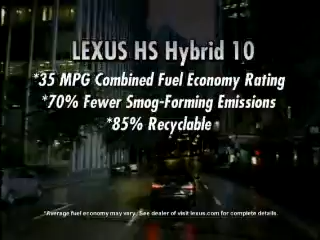 LEXUS HS Hybrid 10
*35 MPG Combined Fuel Economy Rating
*70% Fewer Smog-Forming Emissions
*85% Recyclable
*Average fuel economy may vary. See dealer of visit lexus.com for complete details.